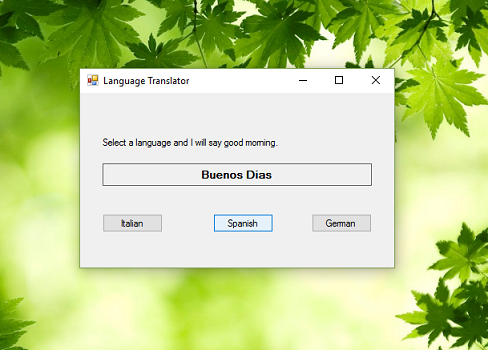 Language Translator
Select a language and I will say good morning.
Buenos Dias
Italian Spanish German